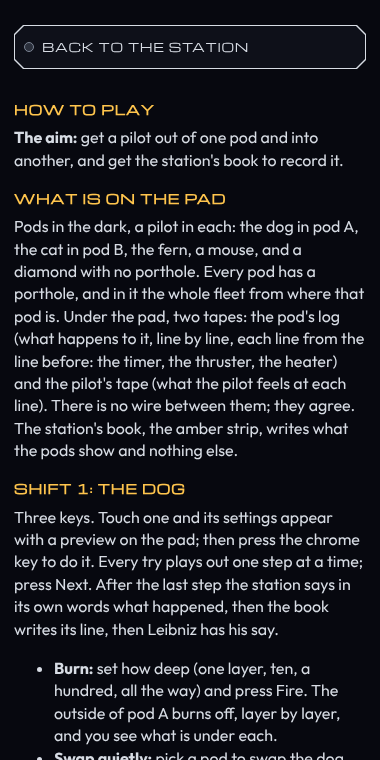 BACK TO THE STATION
HOW TO PLAY
The aim: get a pilot out of one pod and into
another, and get the station's book to record it.
WHAT IS ON THE PAD
Pods in the dark, a pilot in each: the dog in pod A,
the cat in pod B, the fern, a mouse, and a
diamond with no porthole. Every pod has a
porthole, and in it the whole fleet from where that
pod is. Under the pad, two tapes: the pod's log
(what happens to it, line by line, each line from the
line before: the timer, the thruster, the heater)
and the pilot's tape (what the pilot feels at each
line). There is no wire between them; they agree.
The station's book, the amber strip, writes what
the pods show and nothing else.
SHIFT 1: THE DOG
Three keys. Touch one and its settings appear
with a preview on the pad; then press the chrome
key to do it. Every try plays out one step at a time;
press Next. After the last step the station says in
its own words what happened, then the book
writes its line, then Leibniz has his say.
• Burn: set how deep (one layer, ten, a
hundred, all the way) and press Fire. The
outside of pod A burns off, layer by layer,
and you see what is under each.
• Swap quietly: pick a pod to swap the dog